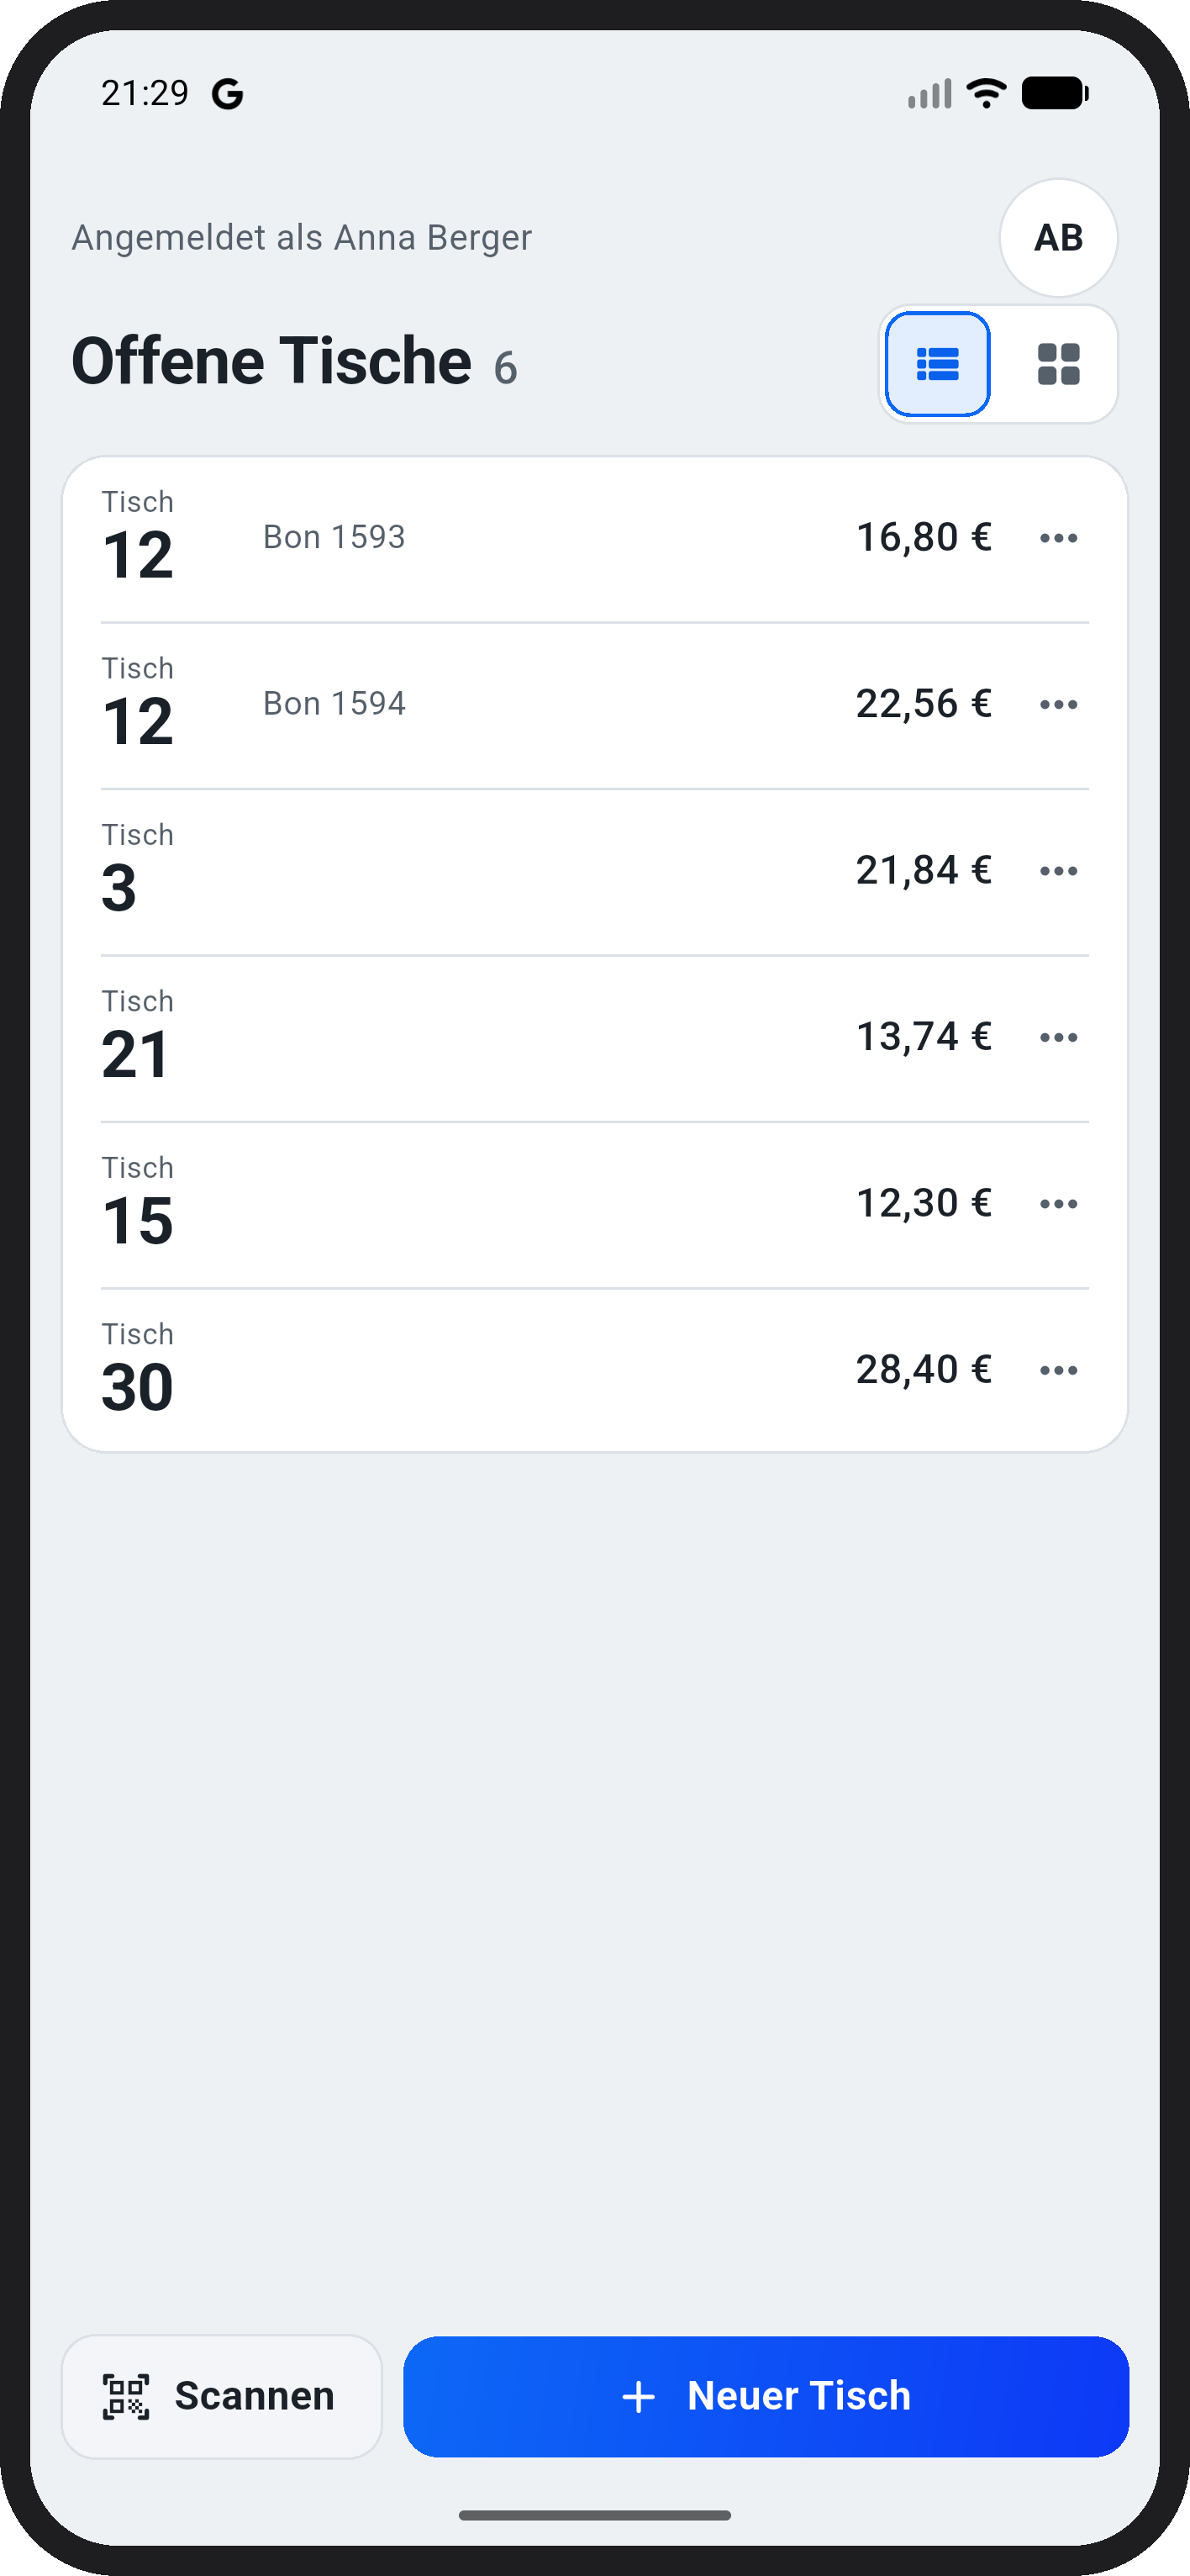 21:29 G
Angemeldet als Anna Berger
AB
Offene Tische 6
Tisch
12
Bon 1593
16,80 €
Tisch
12
Bon 1594
22,56 €
Tisch
3
21,84 €
Tisch
21
13,74 €
Tisch
15
12,30 €
Tisch
30
28,40 €
Scannen
Neuer Tisch